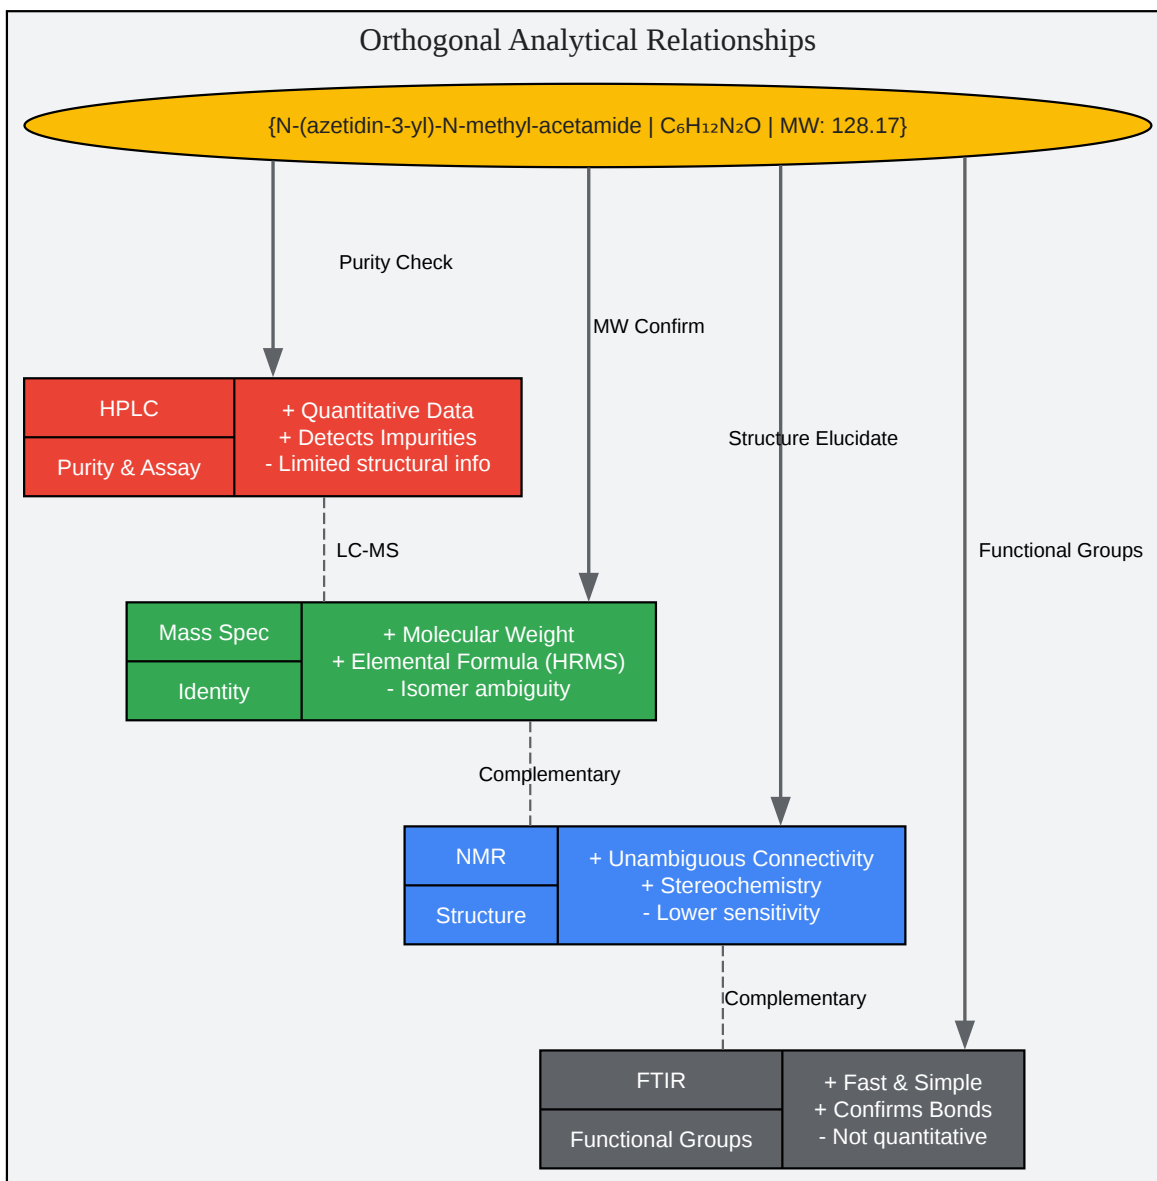 Orthogonal Analytical Relationships
{N-(azetidin-3-yl)-N-methyl-acetamide | C₆H₁₂N₂O | MW: 128.17}
Purity Check
MW Confirm
Structure Elucidate
Functional Groups
HPLC
Purity & Assay
+ Quantitative Data
+ Detects Impurities
- Limited structural info
LC-MS
Mass Spec
Identity
+ Molecular Weight
+ Elemental Formula (HRMS)
- Isomer ambiguity
Complementary
NMR
Structure
+ Unambiguous Connectivity
+ Stereochemistry
- Lower sensitivity
Complementary
FTIR
Functional Groups
+ Fast & Simple
+ Confirms Bonds
- Not quantitative